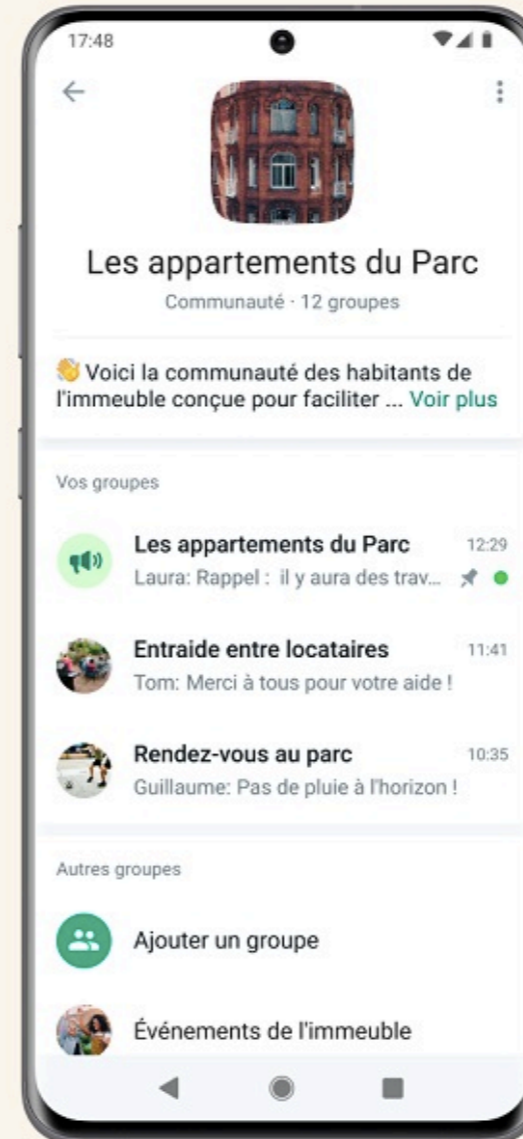 17:48
Les appartements du Parc
Communauté · 12 groupes
👋 Voici la communauté des habitants de
l'immeuble conçue pour faciliter ... Voir plus
Vos groupes
Les appartements du Parc 12:29
Laura: Rappel : il y aura des trav...
Entraide entre locataires 11:41
Tom: Merci à tous pour votre aide !
Rendez-vous au parc 10:35
Guillaume: Pas de pluie à l'horizon !
Autres groupes
Ajouter un groupe
Événements de l'immeuble